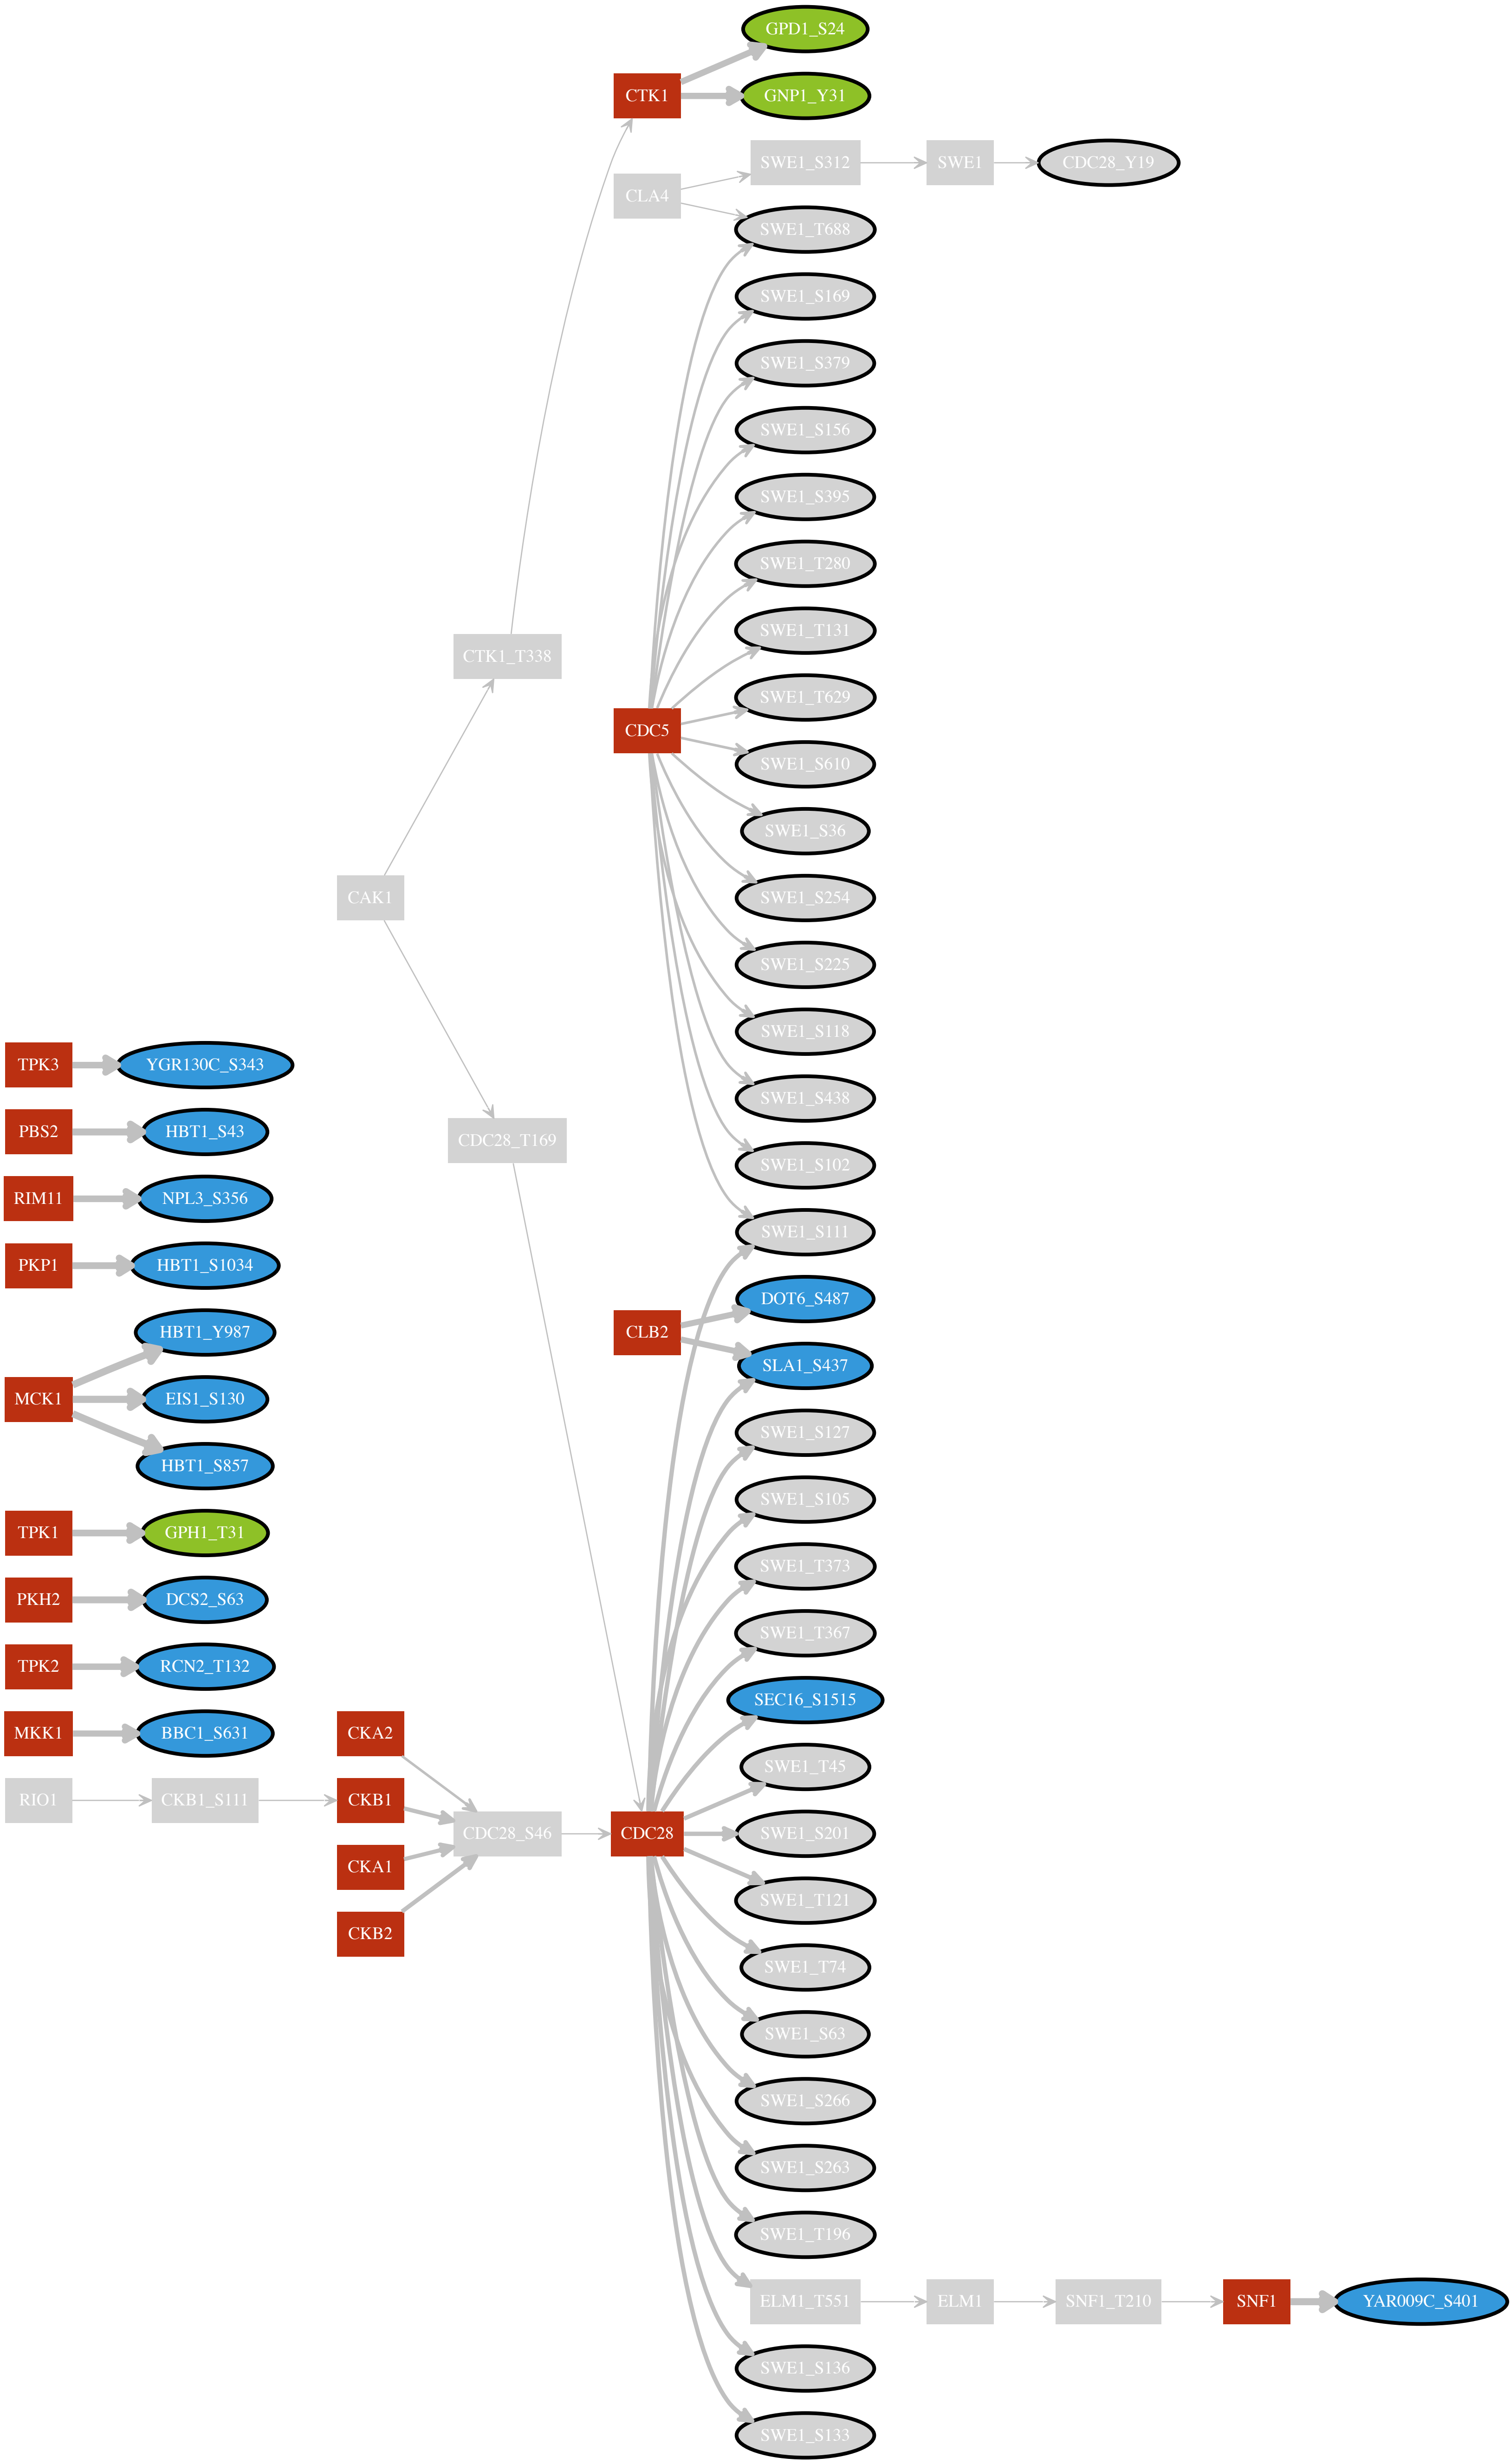 GPD1_S24
CTK1
GNP1_Y31
SWE1_S312
SWE1
CDC28_Y19
CLA4
SWE1_T688
SWE1_S169
SWE1_S379
SWE1_S156
SWE1_S395
SWE1_T280
SWE1_T131
CTK1_T338
SWE1_T629
CDC5
SWE1_S610
SWE1_S36
CAK1
SWE1_S254
SWE1_S225
SWE1_S118
TPK3
YGR130C_S343
SWE1_S438
PBS2
HBT1_S43
CDC28_T169
SWE1_S102
RIM11
NPL3_S356
SWE1_S111
PKP1
HBT1_S1034
DOT6_S487
HBT1_Y987
CLB2
SLA1_S437
MCK1
EIS1_S130
SWE1_S127
HBT1_S857
SWE1_S105
TPK1
GPH1_T31
SWE1_T373
PKH2
DCS2_S63
SWE1_T367
TPK2
RCN2_T132
SEC16_S1515
MKK1
BBC1_S631
CKA2
SWE1_T45
RIO1
CKB1_S111
CKB1
CDC28_S46
CDC28
SWE1_S201
CKA1
SWE1_T121
CKB2
SWE1_T74
SWE1_S63
SWE1_S266
SWE1_S263
SWE1_T196
ELM1_T551
ELM1
SNF1_T210
SNF1
YAR009C_S401
SWE1_S136
SWE1_S133